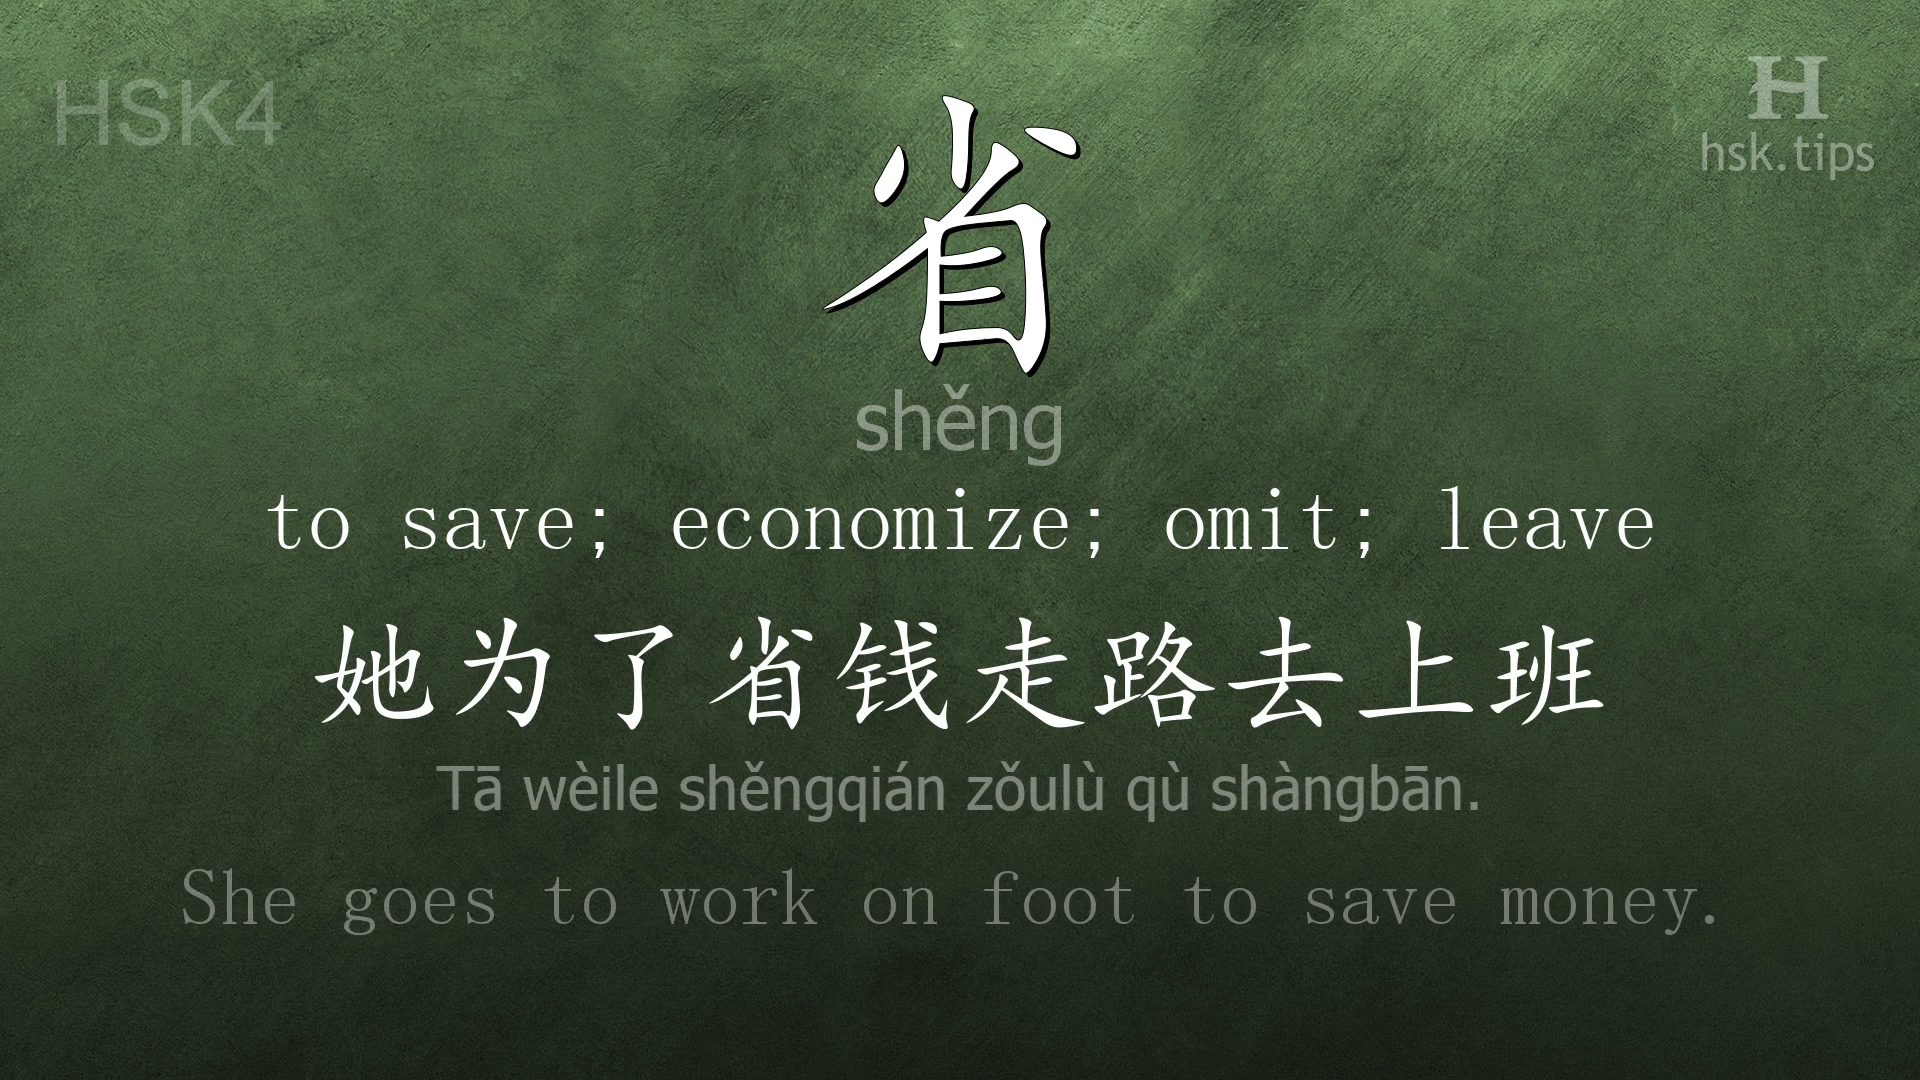 HSK4
H
hsk.tips
省
shěng
to save; economize; omit; leave
她为了省钱走路去上班
Tā wèile shěngqián zǒulù qù shàngbān.
She goes to work on foot to save money.